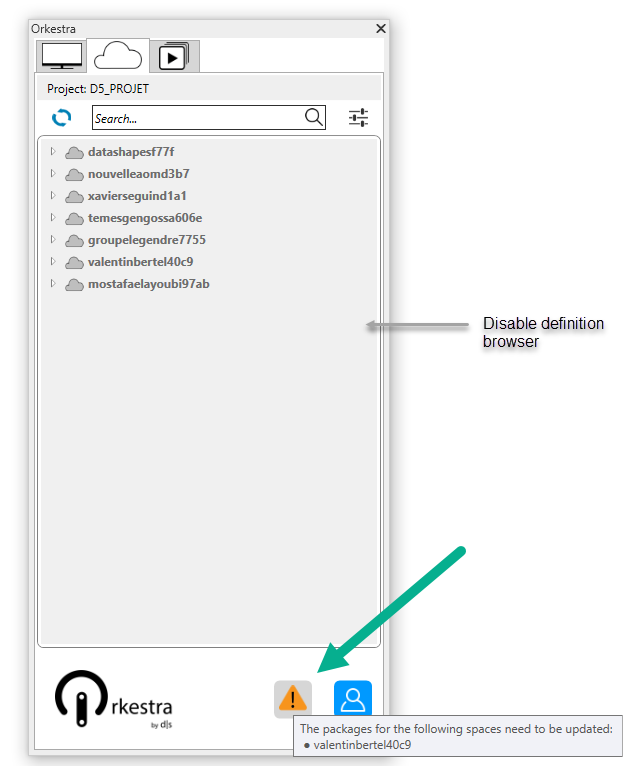 Orkestra
Project: D5_PROJET
Search...
datashapesf77f
nouvelleaomd3b7
xavierseguind1a1
temesgengossa606e
groupelegendre7755
valentinbertel40c9
mostafaelayoubi97ab
Disable definition
browser
rkestra
by d|s
The packages for the following spaces need to be updated:
● valentinbertel40c9